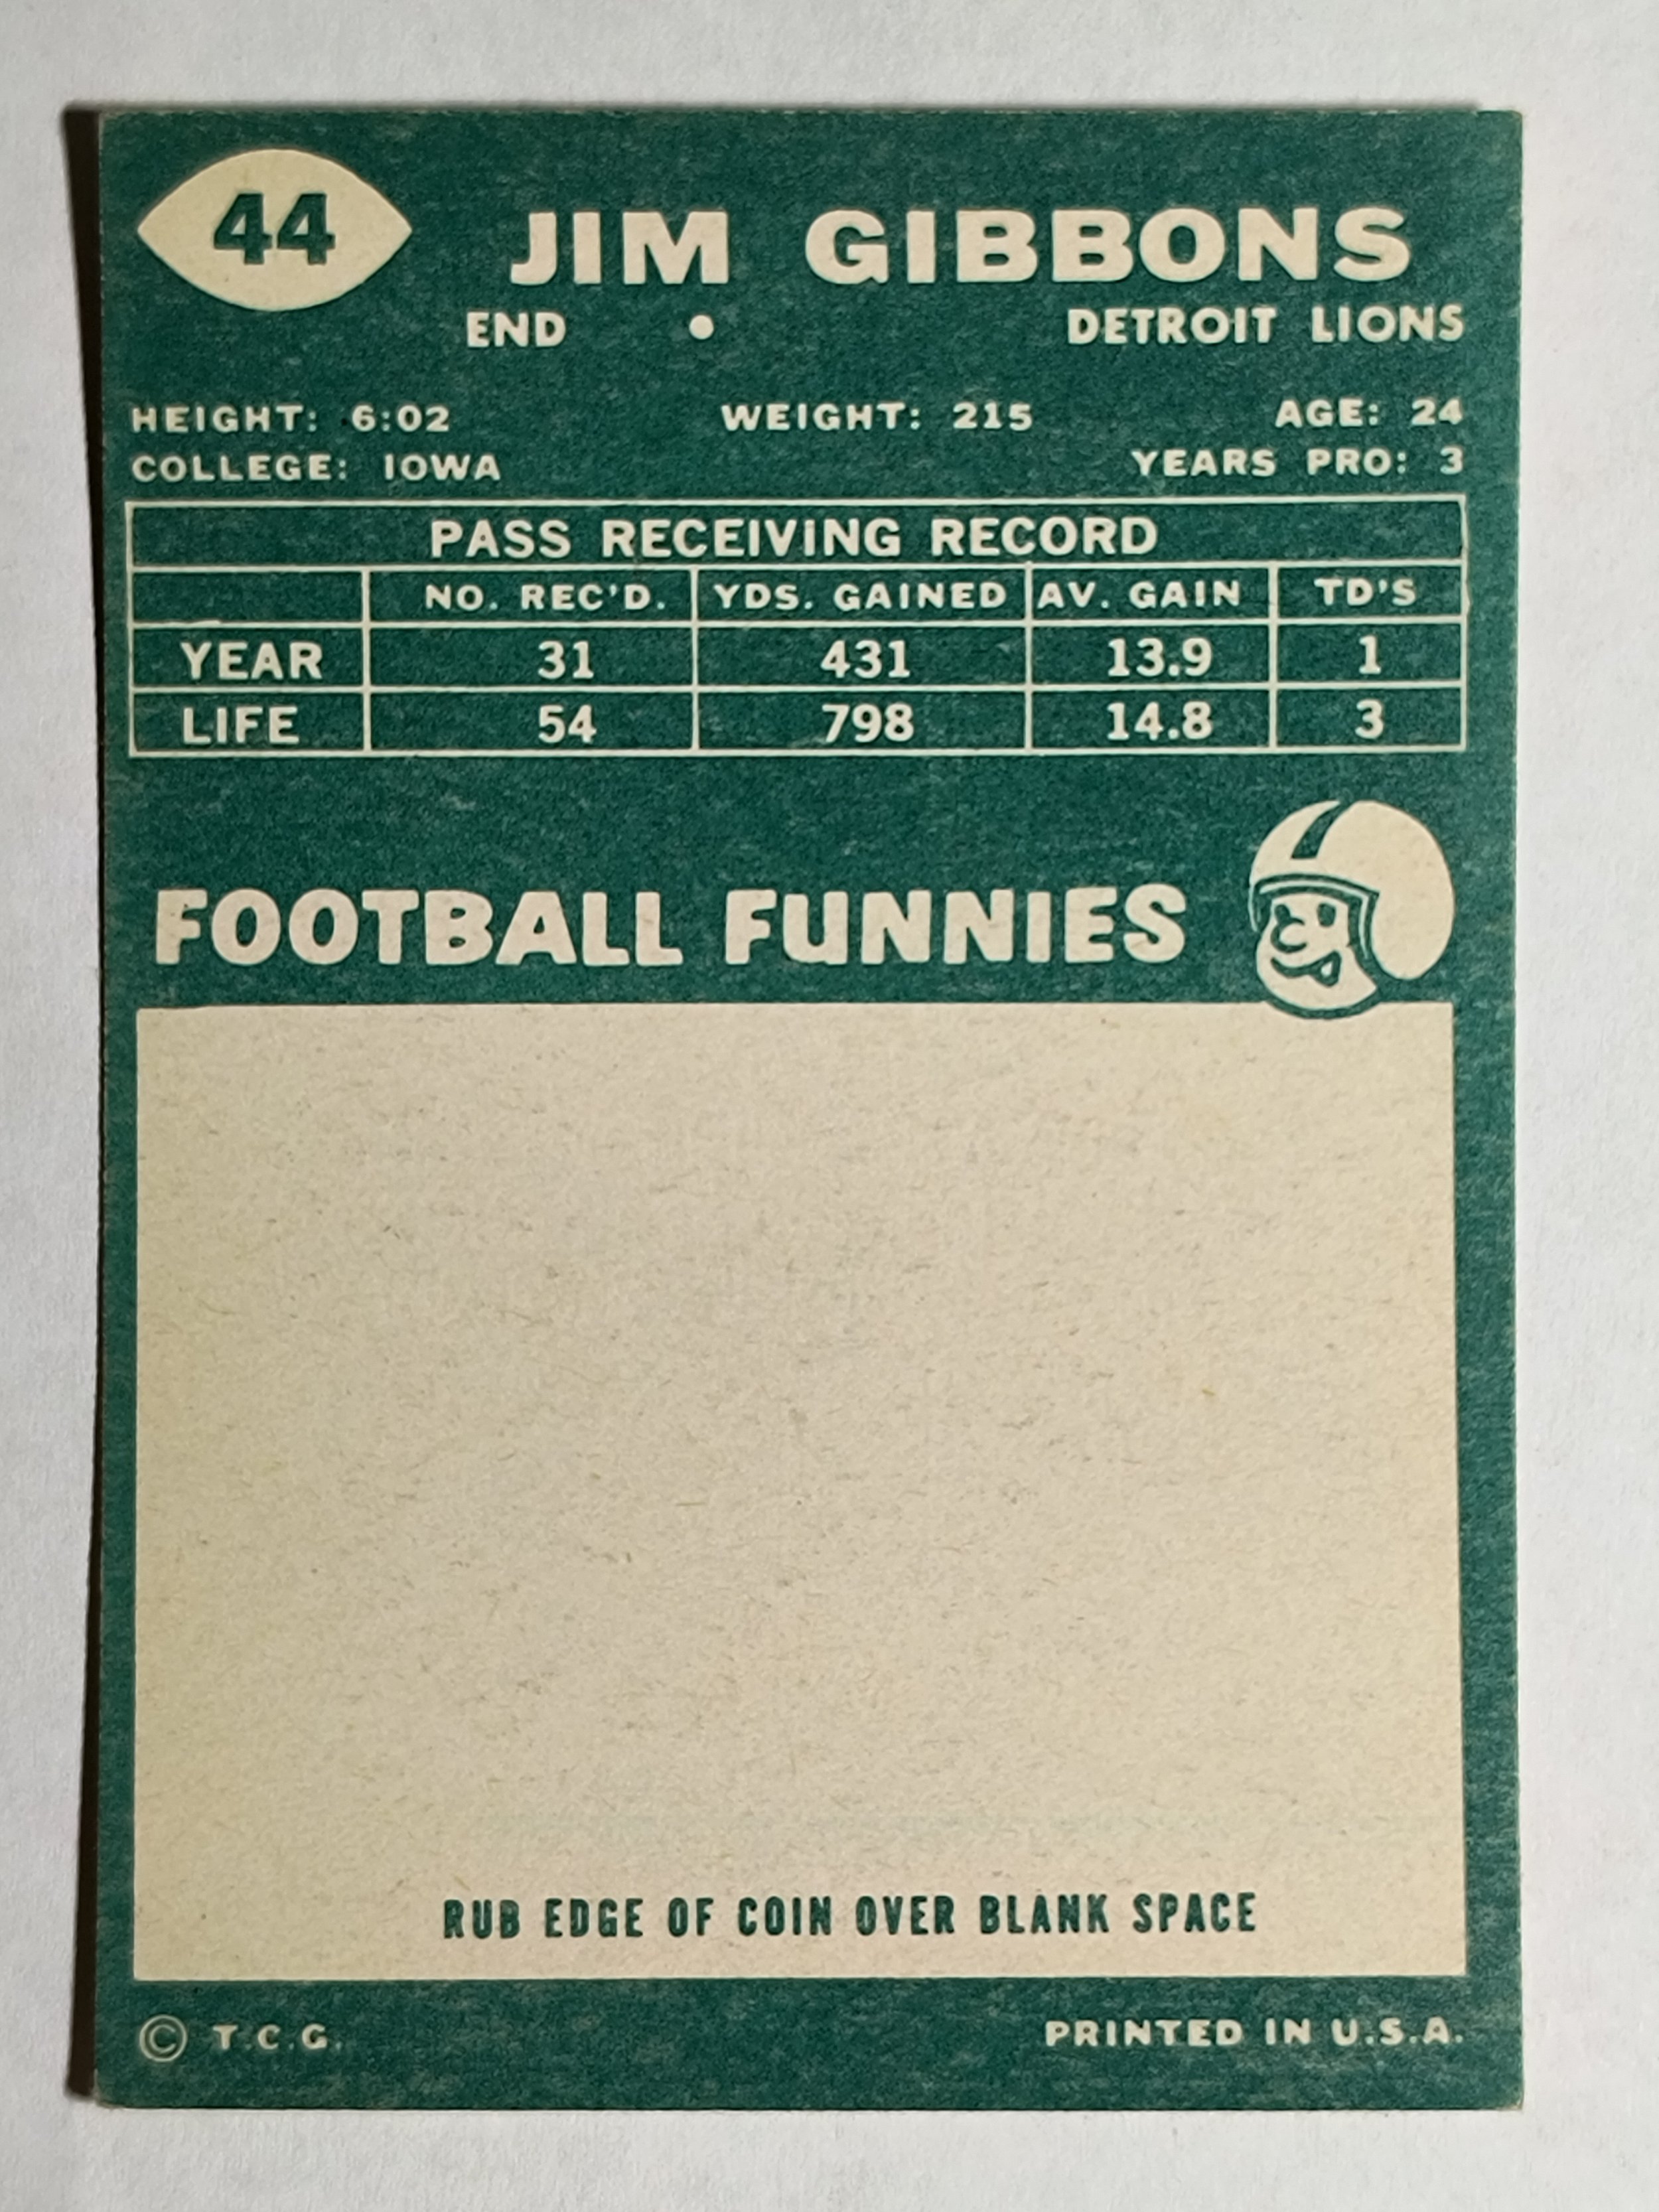 44
JIM GIBBONS
END • DETROIT LIONS
HEIGHT: 6:02 WEIGHT: 215 AGE: 24
COLLEGE: IOWA YEARS PRO: 3
PASS RECEIVING RECORD
NO. REC'D. YDS. GAINED AV. GAIN TD'S
YEAR 31 431 13.9 1
LIFE 54 798 14.8 3
FOOTBALL FUNNIES
RUB EDGE OF COIN OVER BLANK SPACE
© T.C.G. PRINTED IN U.S.A.